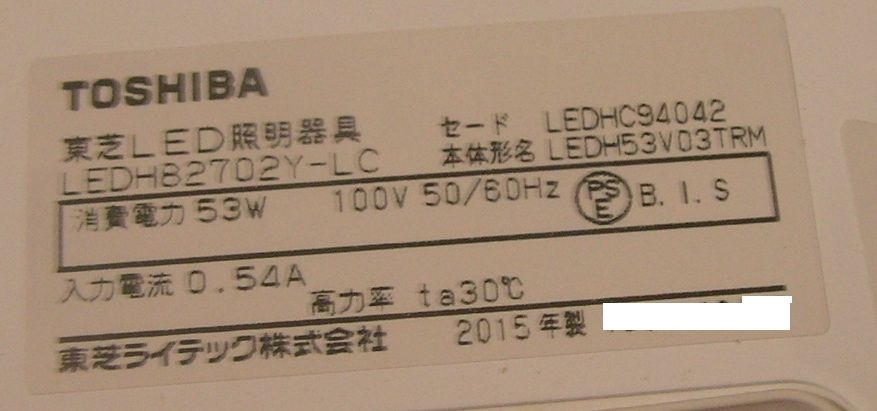 TOSHIBA
東芝LED照明器具 セード LEDHC94042
LEDH82702Y-LC 本体形名 LEDH53V03TRM
消費電力 53W 100V 50/60Hz PSE B.I.S
入力電流 0.54A
高力率 ta30℃
東芝ライテック株式会社 2015年製